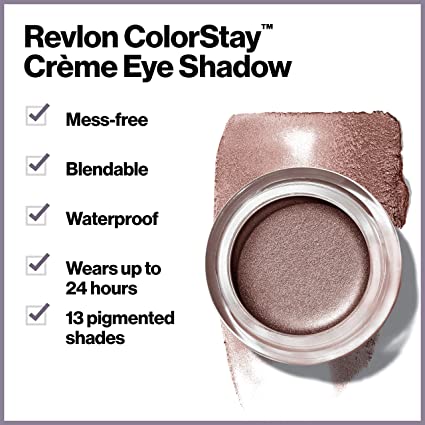 Revlon ColorStay™
Crème Eye Shadow
Mess-free
Blendable
Waterproof
Wears up to
24 hours
13 pigmented
shades